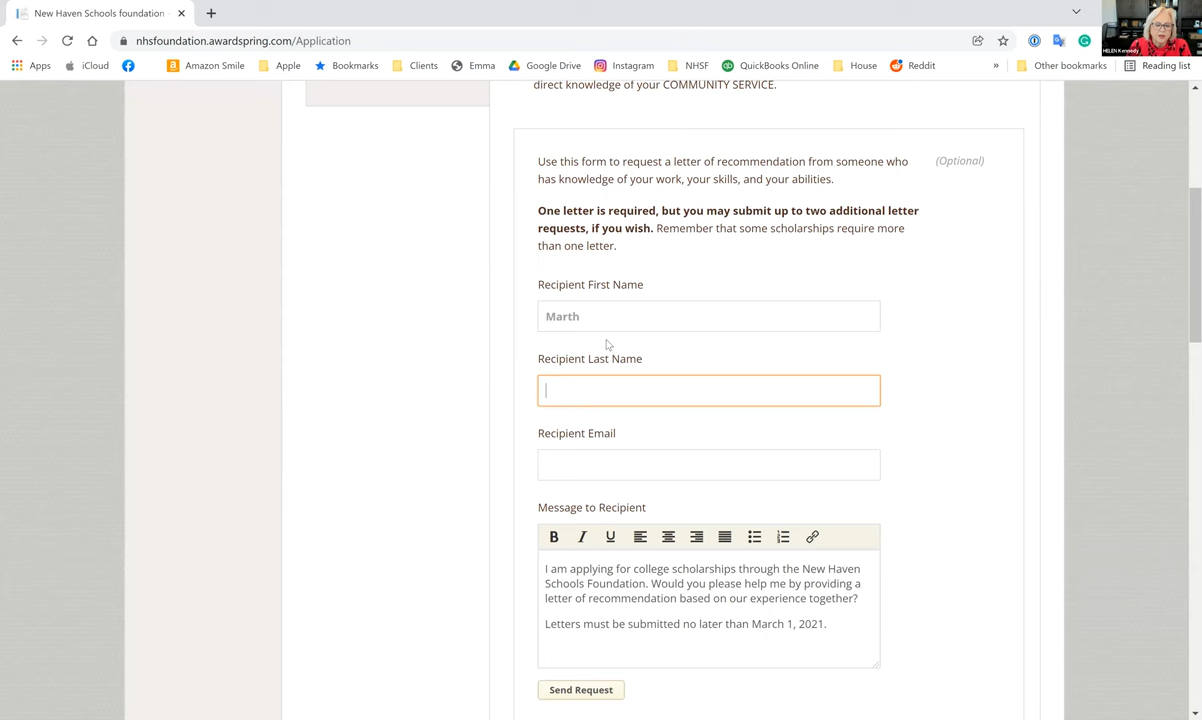 New Haven Schools foundation
nhsfoundation.awardspring.com/Application
HELEN Kennedy
Apps iCloud Amazon Smile Apple Bookmarks Clients Emma Google Drive Instagram NHSF QuickBooks Online House Reddit » Other bookmarks Reading list
direct knowledge of your COMMUNITY SERVICE.
Use this form to request a letter of recommendation from someone who (Optional)
has knowledge of your work, your skills, and your abilities.
One letter is required, but you may submit up to two additional letter
requests, if you wish. Remember that some scholarships require more
than one letter.
Recipient First Name
Marth
Recipient Last Name
Recipient Email
Message to Recipient
B I U
I am applying for college scholarships through the New Haven
Schools Foundation. Would you please help me by providing a
letter of recommendation based on our experience together?
Letters must be submitted no later than March 1, 2021.
Send Request